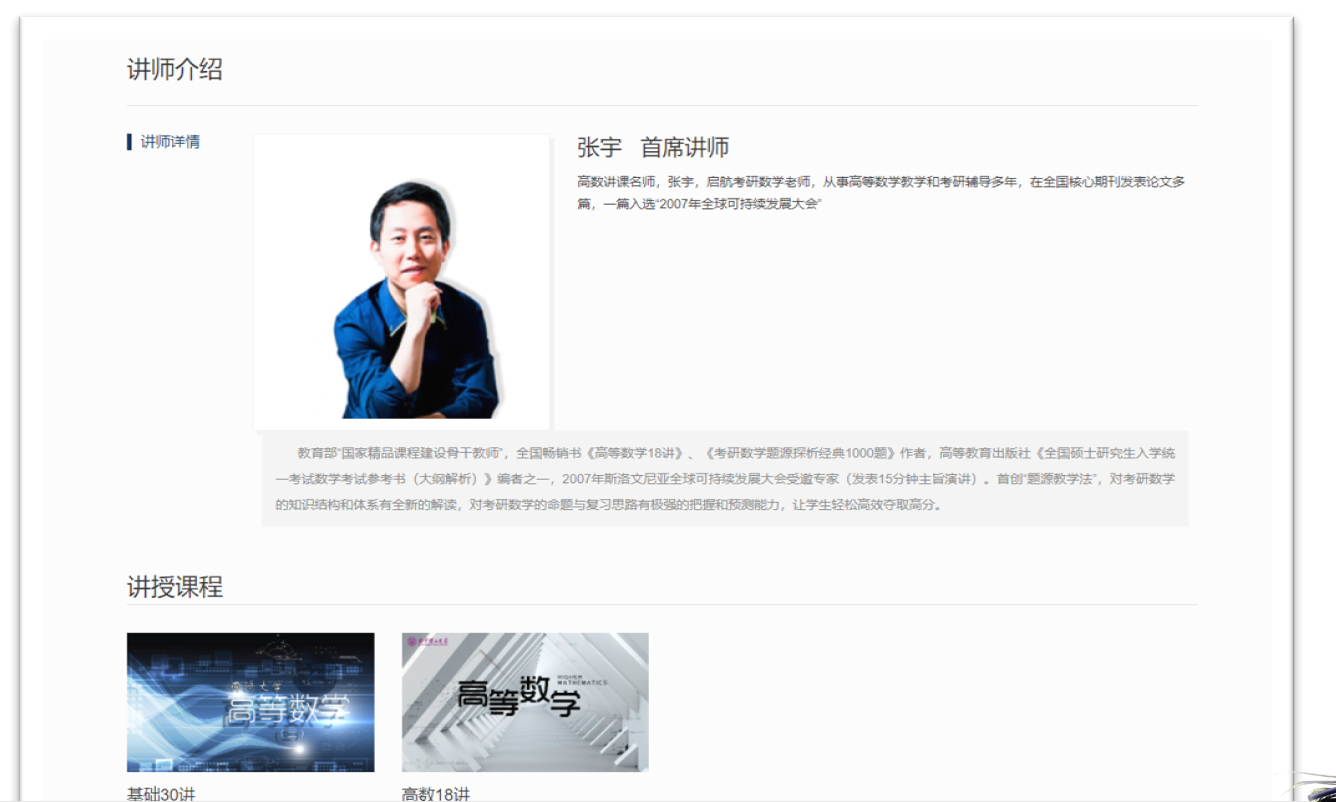 讲师介绍
讲师详情
张宇 首席讲师
高数讲课名师，张宇，启航考研数学老师，从事高等数学教学和考研辅导多年，在全国核心期刊发表论文多
篇，一篇入选“2007年全球可持续发展大会”
教育部“国家精品课程建设骨干教师”，全国畅销书《高等数学18讲》、《考研数学题源探析经典1000题》作者，高等教育出版社《全国硕士研究生入学统
一考试数学考试参考书（大纲解析）》编者之一，2007年斯洛文尼亚全球可持续发展大会受邀专家（发表15分钟主旨演讲）。首创“题源教学法”，对考研数学
的知识结构和体系有全新的解读，对考研数学的命题与复习思路有极强的把握和预测能力，让学生轻松高效夺取高分。
讲授课程
高等数学
（二）
高等数学
HIGHER
MATHEMATICS
基础30讲
高数18讲